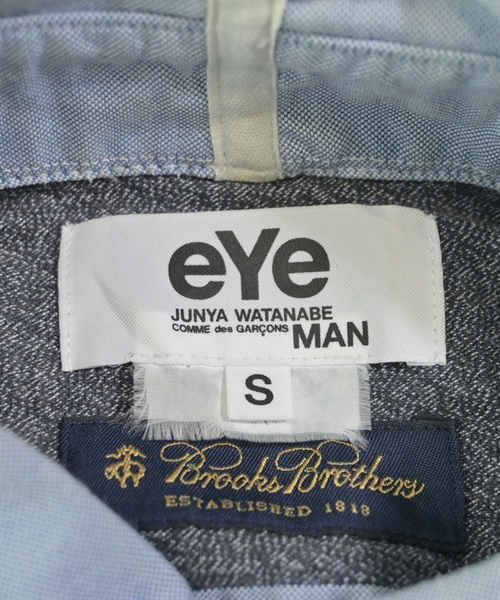 eYe
JUNYA WATANABE
COMME des GARÇONS MAN
S
Brooks Brothers
ESTABLISHED 1818